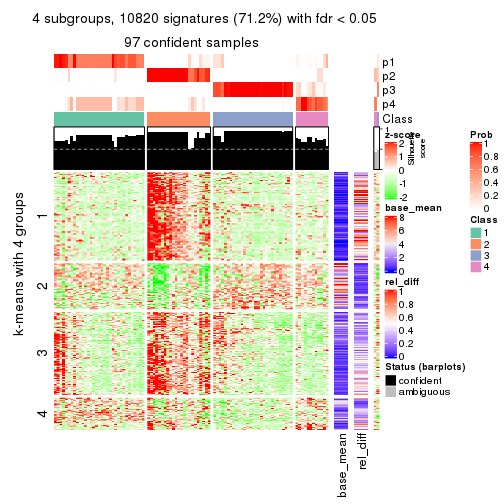 4 subgroups, 10820 signatures (71.2%) with fdr < 0.05
97 confident samples
p1
p2
p3
p4
Class
1
Silhouette
score
k-means with 4 groups
1
2
3
4
base_mean
rel_diff
z-score
2
1
0
-1
-2
base_mean
8
6
4
2
0
rel_diff
1
0.8
0.6
0.4
0.2
0
Status (barplots)
confident
ambiguous
Prob
1
0.8
0.6
0.4
0.2
0
Class
1
2
3
4